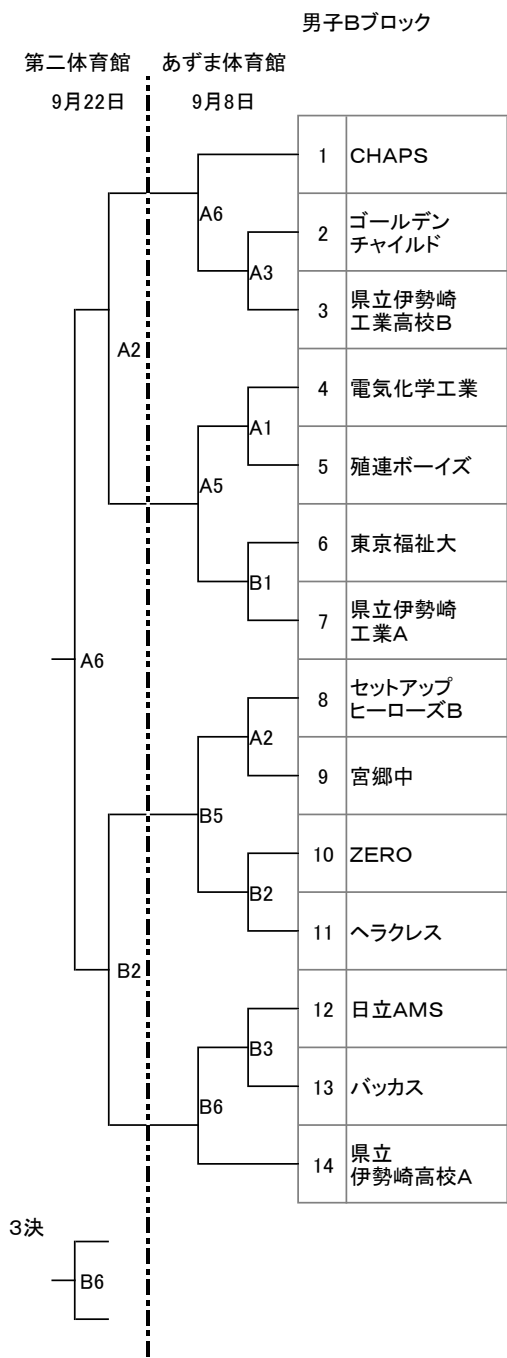 男子Bブロック
第二体育館 あずま体育館
9月22日 9月8日
1 CHAPS
A6
2 ゴールデン
チャイルド
A3
3 県立伊勢崎
工業高校B
A2
4 電気化学工業
A1
A5
5 殖連ボーイズ
6 東京福祉大
B1
7 県立伊勢崎
工業A
A6
8 セットアップ
ヒーローズB
A2
9 宮郷中
B5
10 ZERO
B2
11 ヘラクレス
B2
12 日立AMS
B3
13 バッカス
B6
14 県立
伊勢崎高校A
3決
B6